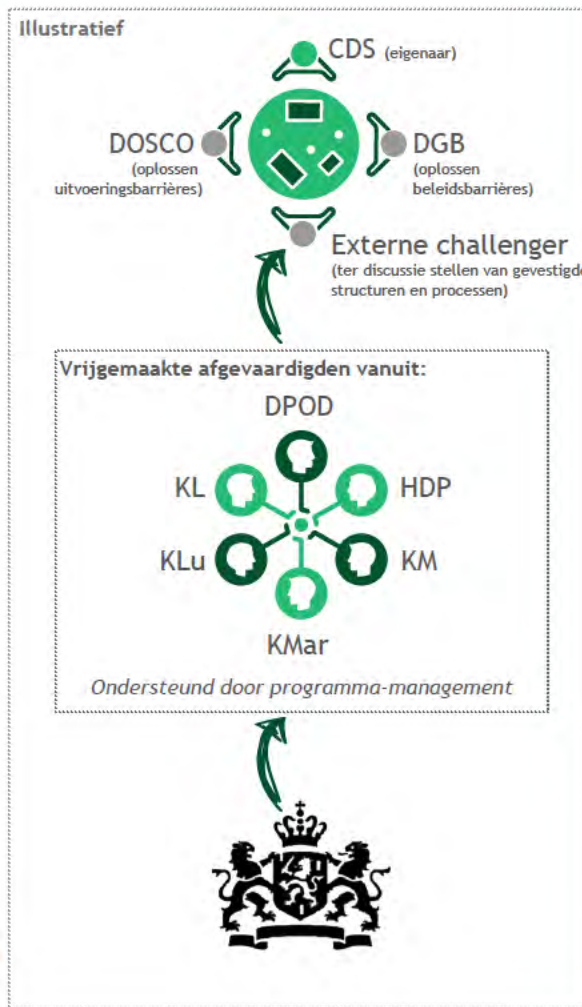 Illustratief
CDS (eigenaar)
DOSCO
(oplossen
uitvoeringsbarrières)
DGB
(oplossen
beleidsbarrières)
Externe challenger
(ter discussie stellen van gevestigde
structuren en processen)
Vrijgemaakte afgevaardigden vanuit:
DPOD
KL
HDP
KLu
KM
KMar
Ondersteund door programma-management